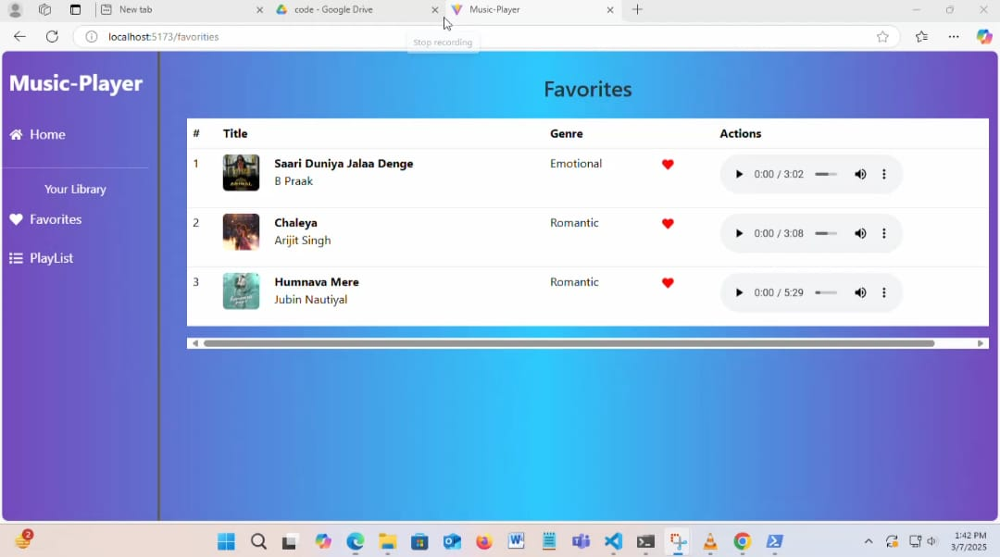 New tab
code - Google Drive
Music-Player
localhost:5173/favorites
Stop recording
Music-Player
Home
Your Library
Favorites
PlayList
Favorites
# Title Genre Actions
1 Saari Duniya Jalaa Denge Emotional 0:00 / 3:02
B Praak
2 Chaleya Romantic 0:00 / 3:08
Arijit Singh
3 Humnava Mere Romantic 0:00 / 5:29
Jubin Nautiyal
2
1:42 PM
3/7/2025